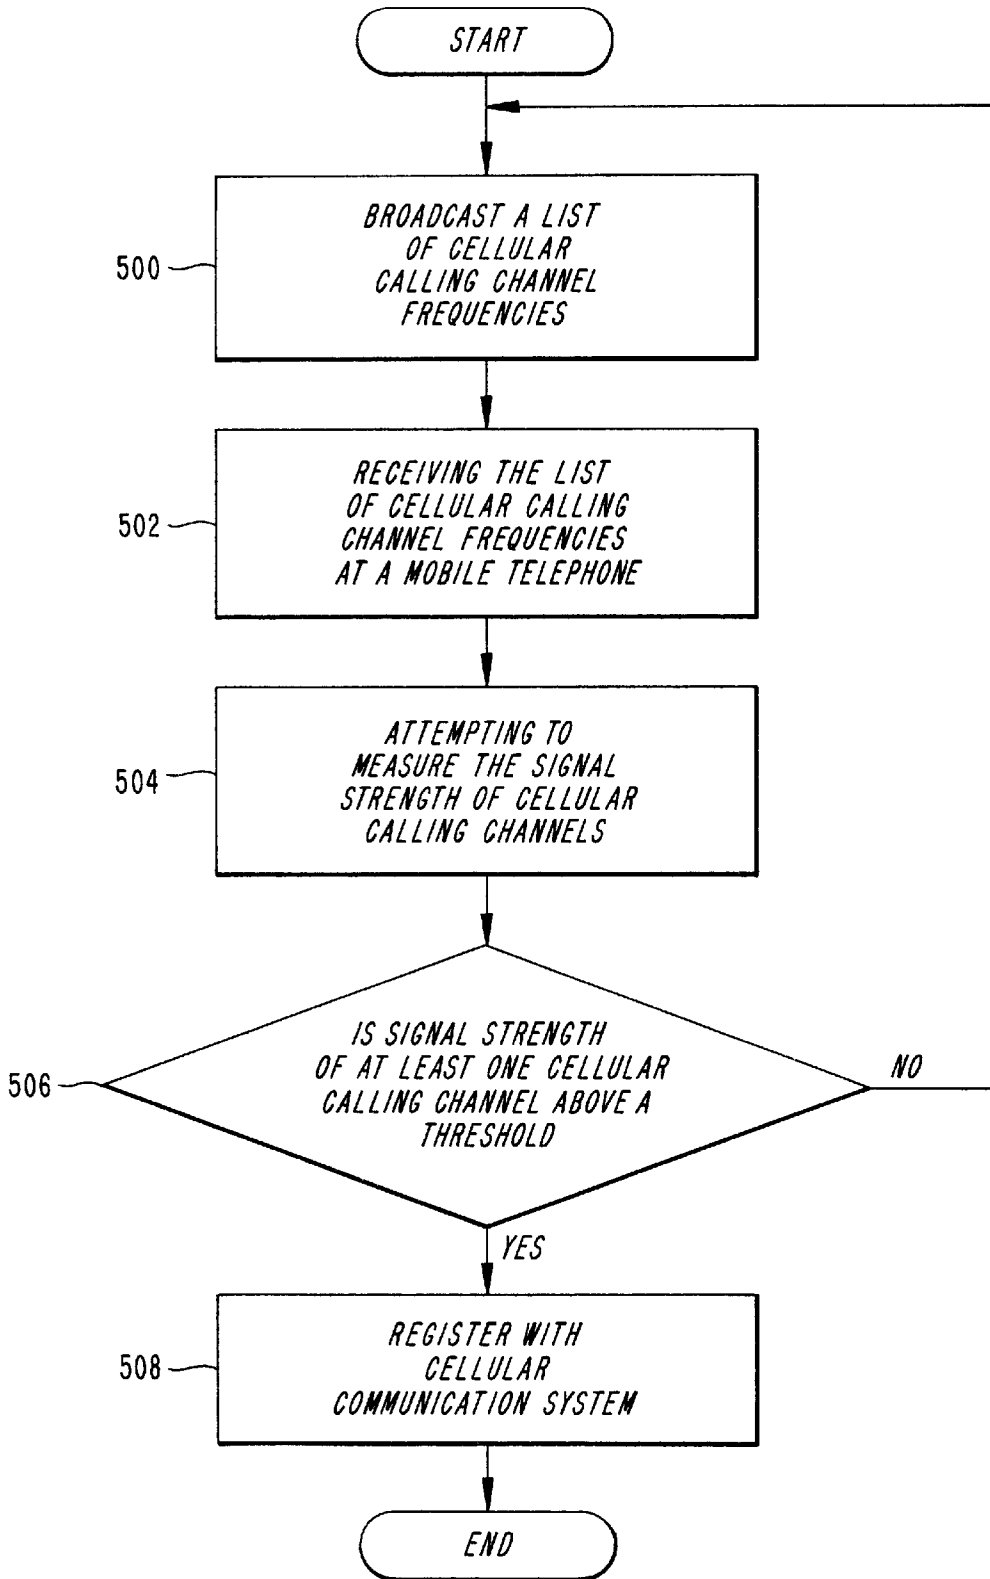 START
BROADCAST A LIST
OF CELLULAR
CALLING CHANNEL
FREQUENCIES
500
RECEIVING THE LIST
OF CELLULAR CALLING
CHANNEL FREQUENCIES
AT A MOBILE TELEPHONE
502
ATTEMPTING TO
MEASURE THE SIGNAL
STRENGTH OF CELLULAR
CALLING CHANNELS
504
IS SIGNAL STRENGTH
OF AT LEAST ONE CELLULAR
CALLING CHANNEL ABOVE A
THRESHOLD
506
NO
YES
REGISTER WITH
CELLULAR
COMMUNICATION SYSTEM
508
END